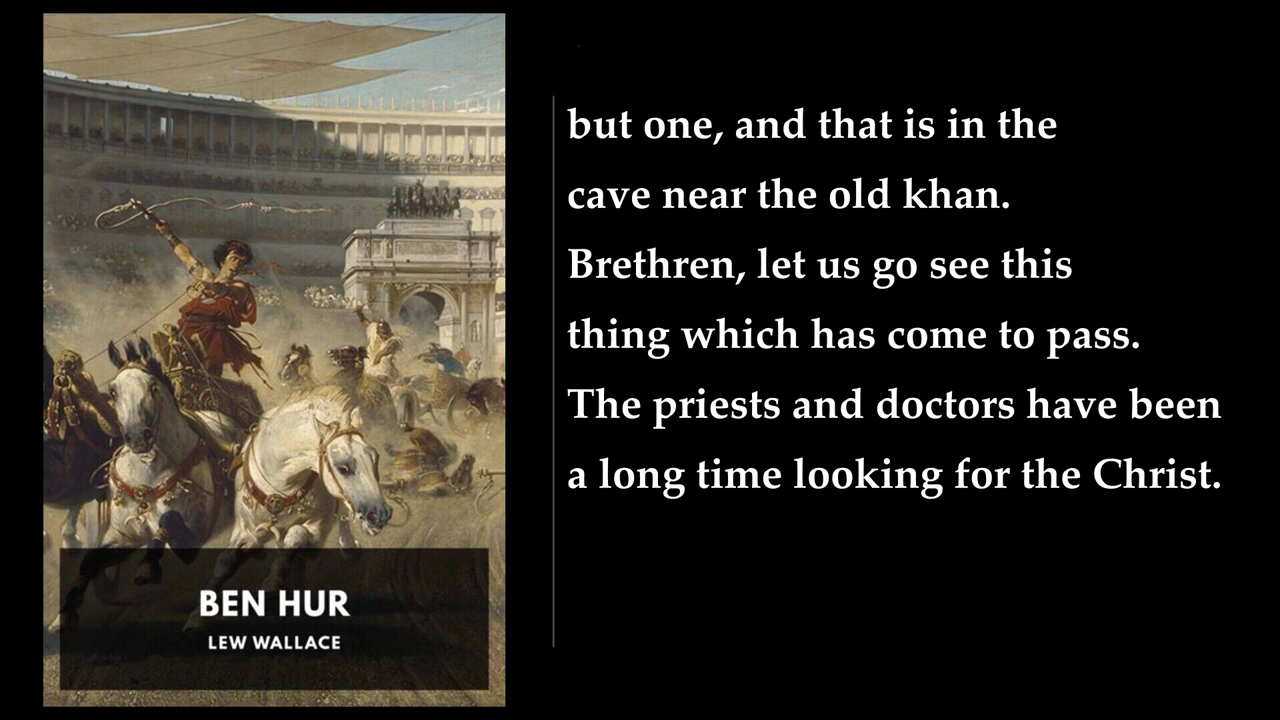 BEN HUR
LEW WALLACE
but one, and that is in the
cave near the old khan.
Brethren, let us go see this
thing which has come to pass.
The priests and doctors have been
a long time looking for the Christ.